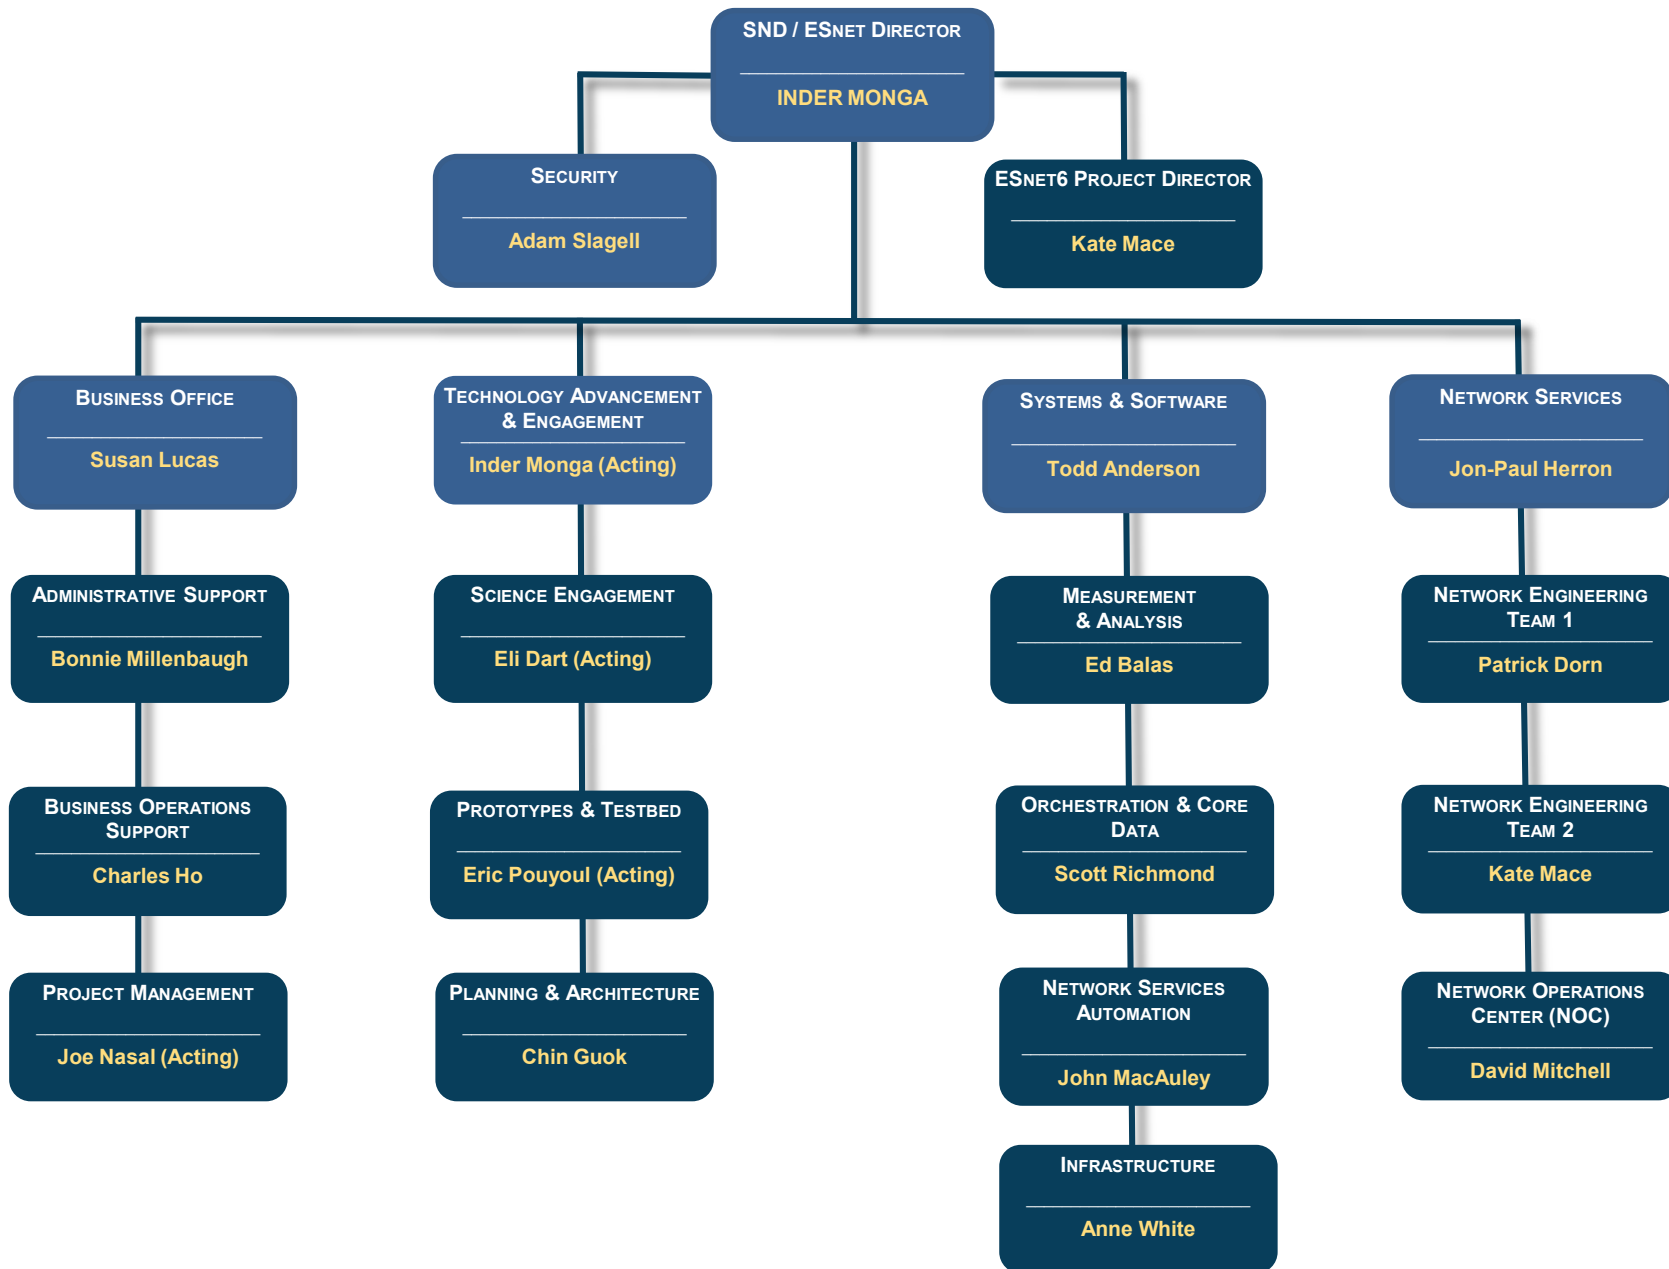 SND / ESnet Director
INDER MONGA
Security
Adam Slagell
ESnet6 Project Director
Kate Mace
Business Office
Susan Lucas
Technology Advancement
& Engagement
Inder Monga (Acting)
Systems & Software
Todd Anderson
Network Services
Jon-Paul Herron
Administrative Support
Bonnie Millenbaugh
Science Engagement
Eli Dart (Acting)
Measurement
& Analysis
Ed Balas
Network Engineering
Team 1
Patrick Dorn
Business Operations
Support
Charles Ho
Prototypes & Testbed
Eric Pouyoul (Acting)
Orchestration & Core
Data
Scott Richmond
Network Engineering
Team 2
Kate Mace
Project Management
Joe Nasal (Acting)
Planning & Architecture
Chin Guok
Network Services
Automation
John MacAuley
Network Operations
Center (NOC)
David Mitchell
Infrastructure
Anne White